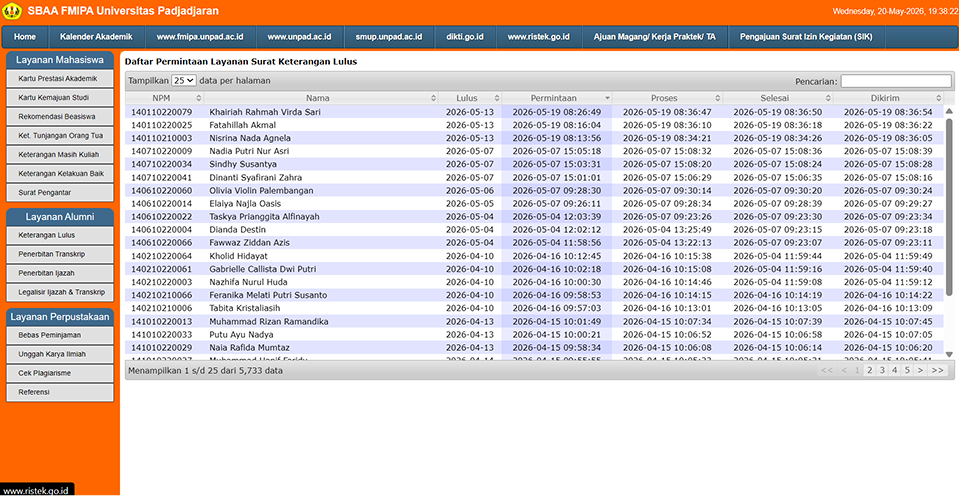 SBAA FMIPA Universitas Padjadjaran
Wednesday, 20-May-2026, 19:38:22
Home Kalender Akademik www.fmipa.unpad.ac.id www.unpad.ac.id smup.unpad.ac.id dikti.go.id www.ristek.go.id Ajuan Magang/ Kerja Praktek/ TA Pengajuan Surat Izin Kegiatan (SIK)
Layanan Mahasiswa
Kartu Prestasi Akademik
Kartu Kemajuan Studi
Rekomendasi Beasiswa
Ket. Tunjangan Orang Tua
Keterangan Masih Kuliah
Keterangan Kelakuan Baik
Surat Pengantar
Layanan Alumni
Keterangan Lulus
Penerbitan Transkrip
Penerbitan Ijazah
Legalisir Ijazah & Transkrip
Layanan Perpustakaan
Bebas Peminjaman
Unggah Karya Ilmiah
Cek Plagiarisme
Referensi
Daftar Permintaan Layanan Surat Keterangan Lulus
Tampilkan 25 data per halaman
Pencarian:
NPM Nama Lulus Permintaan Proses Selesai Dikirim
140110220079 Khairiah Rahmah Virda Sari 2026-05-13 2026-05-19 08:26:49 2026-05-19 08:36:47 2026-05-19 08:36:50 2026-05-19 08:36:54
140110220025 Fatahillah Akmal 2026-05-13 2026-05-19 08:16:04 2026-05-19 08:36:10 2026-05-19 08:36:18 2026-05-19 08:36:22
140110210003 Nisrina Nada Agnela 2026-05-13 2026-05-19 08:13:56 2026-05-19 08:34:21 2026-05-19 08:34:26 2026-05-19 08:36:05
140710220009 Nadia Putri Nur Asri 2026-05-07 2026-05-07 15:05:18 2026-05-07 15:08:32 2026-05-07 15:08:36 2026-05-07 15:08:39
140710220034 Sindhy Susantya 2026-05-07 2026-05-07 15:03:31 2026-05-07 15:08:20 2026-05-07 15:08:24 2026-05-07 15:08:28
140710220041 Dinanti Syafirani Zahra 2026-05-07 2026-05-07 15:01:01 2026-05-07 15:06:29 2026-05-07 15:06:35 2026-05-07 15:08:16
140610220060 Olivia Violin Palembangan 2026-05-06 2026-05-07 09:28:30 2026-05-07 09:30:14 2026-05-07 09:30:20 2026-05-07 09:30:24
140610220014 Elaiya Najla Oasis 2026-05-05 2026-05-07 09:26:11 2026-05-07 09:28:34 2026-05-07 09:28:39 2026-05-07 09:29:27
140610220022 Taskya Prianggita Alfinayah 2026-05-04 2026-05-04 12:03:39 2026-05-07 09:23:26 2026-05-07 09:23:30 2026-05-07 09:23:34
140610220004 Dianda Destin 2026-05-04 2026-05-04 12:02:12 2026-05-04 13:25:49 2026-05-07 09:23:15 2026-05-07 09:23:18
140610220066 Fawwaz Ziddan Azis 2026-05-04 2026-05-04 11:58:56 2026-05-04 13:22:13 2026-05-07 09:23:07 2026-05-07 09:23:11
140210220064 Kholid Hidayat 2026-04-10 2026-04-16 10:12:45 2026-04-16 10:15:38 2026-05-04 11:59:44 2026-05-04 11:59:49
140210220061 Gabrielle Callista Dwi Putri 2026-04-10 2026-04-16 10:02:18 2026-04-16 10:15:08 2026-05-04 11:59:16 2026-05-04 11:59:40
140210220003 Nazhifa Nurul Huda 2026-04-10 2026-04-16 10:00:30 2026-04-16 10:14:46 2026-05-04 11:59:08 2026-05-04 11:59:12
140210210066 Feranika Melati Putri Susanto 2026-04-10 2026-04-16 09:58:53 2026-04-16 10:14:15 2026-04-16 10:14:19 2026-04-16 10:14:22
140210210006 Tabita Kristaliasih 2026-04-10 2026-04-16 09:57:03 2026-04-16 10:13:01 2026-04-16 10:13:05 2026-04-16 10:13:09
141010220013 Muhammad Rizan Ramandika 2026-04-13 2026-04-15 10:01:49 2026-04-15 10:07:34 2026-04-15 10:07:39 2026-04-15 10:07:45
141010220033 Putu Ayu Nadya 2026-04-13 2026-04-15 10:00:21 2026-04-15 10:06:52 2026-04-15 10:06:58 2026-04-15 10:07:05
141010220029 Naia Rafida Mumtaz 2026-04-13 2026-04-15 09:58:34 2026-04-15 10:06:08 2026-04-15 10:06:14 2026-04-15 10:06:20
Menampilkan 1 s/d 25 dari 5,733 data
<< < 1 2 3 4 5 > >>
www.ristek.go.id